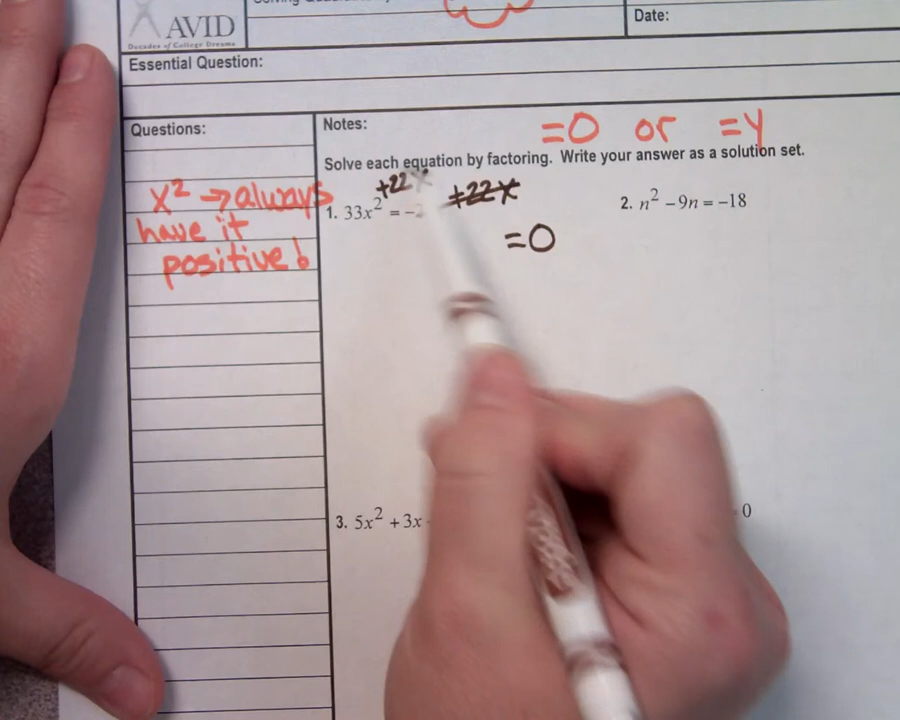 AVID
Decades of College Dreams
Date:
Essential Question:
Questions:
Notes:
=0 or =y
Solve each equation by factoring. Write your answer as a solution set.
x² → always
have it
positive!
+22x +22x
1. 33x² = -2
=0
2. n² - 9n = -18
3. 5x² + 3x
0